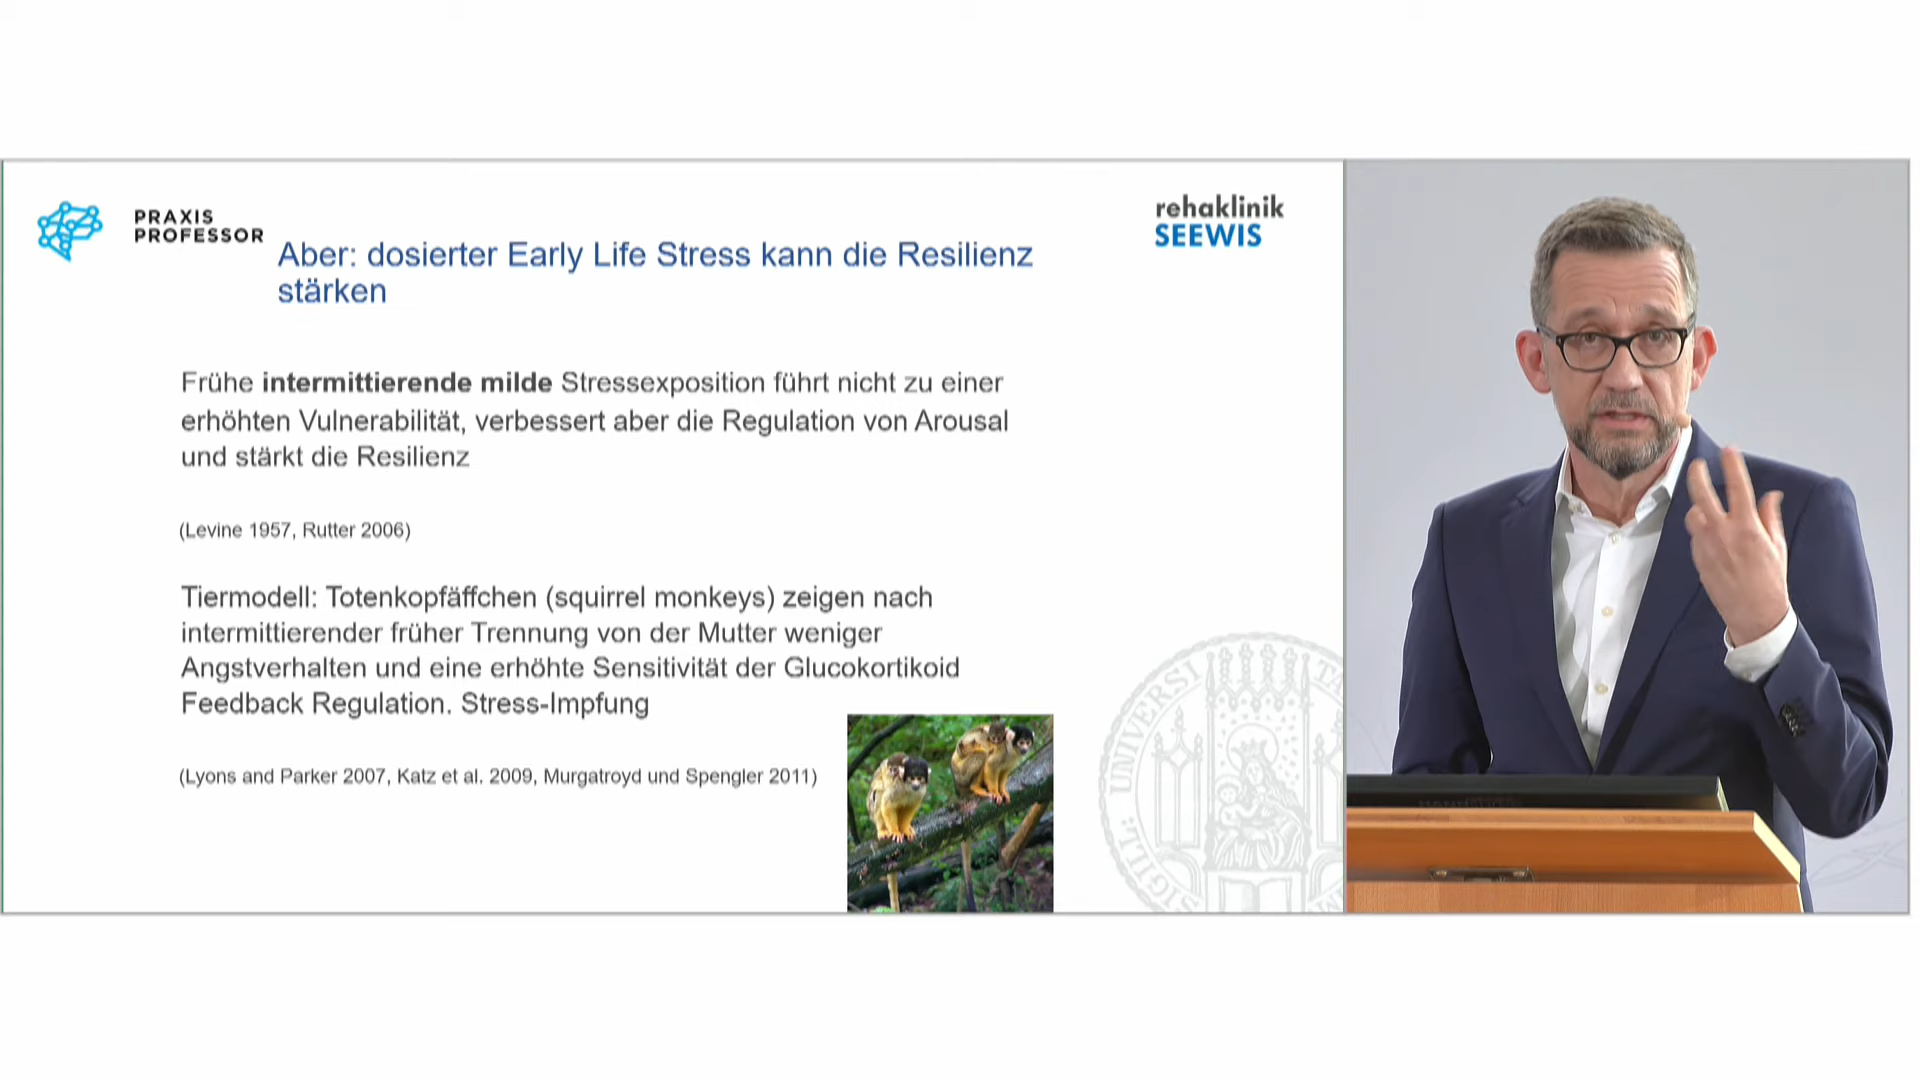 PRAXIS
PROFESSOR
rehaklinik
SEEWIS
Aber: dosierter Early Life Stress kann die Resilienz
stärken
Frühe intermittierende milde Stressexposition führt nicht zu einer
erhöhten Vulnerabilität, verbessert aber die Regulation von Arousal
und stärkt die Resilienz
(Levine 1957, Rutter 2006)
Tiermodell: Totenkopfäffchen (squirrel monkeys) zeigen nach
intermittierender früher Trennung von der Mutter weniger
Angstverhalten und eine erhöhte Sensitivität der Glucokortikoid
Feedback Regulation. Stress-Impfung
(Lyons and Parker 2007, Katz et al. 2009, Murgatroyd und Spengler 2011)
SIGILL: UNIVERSITA